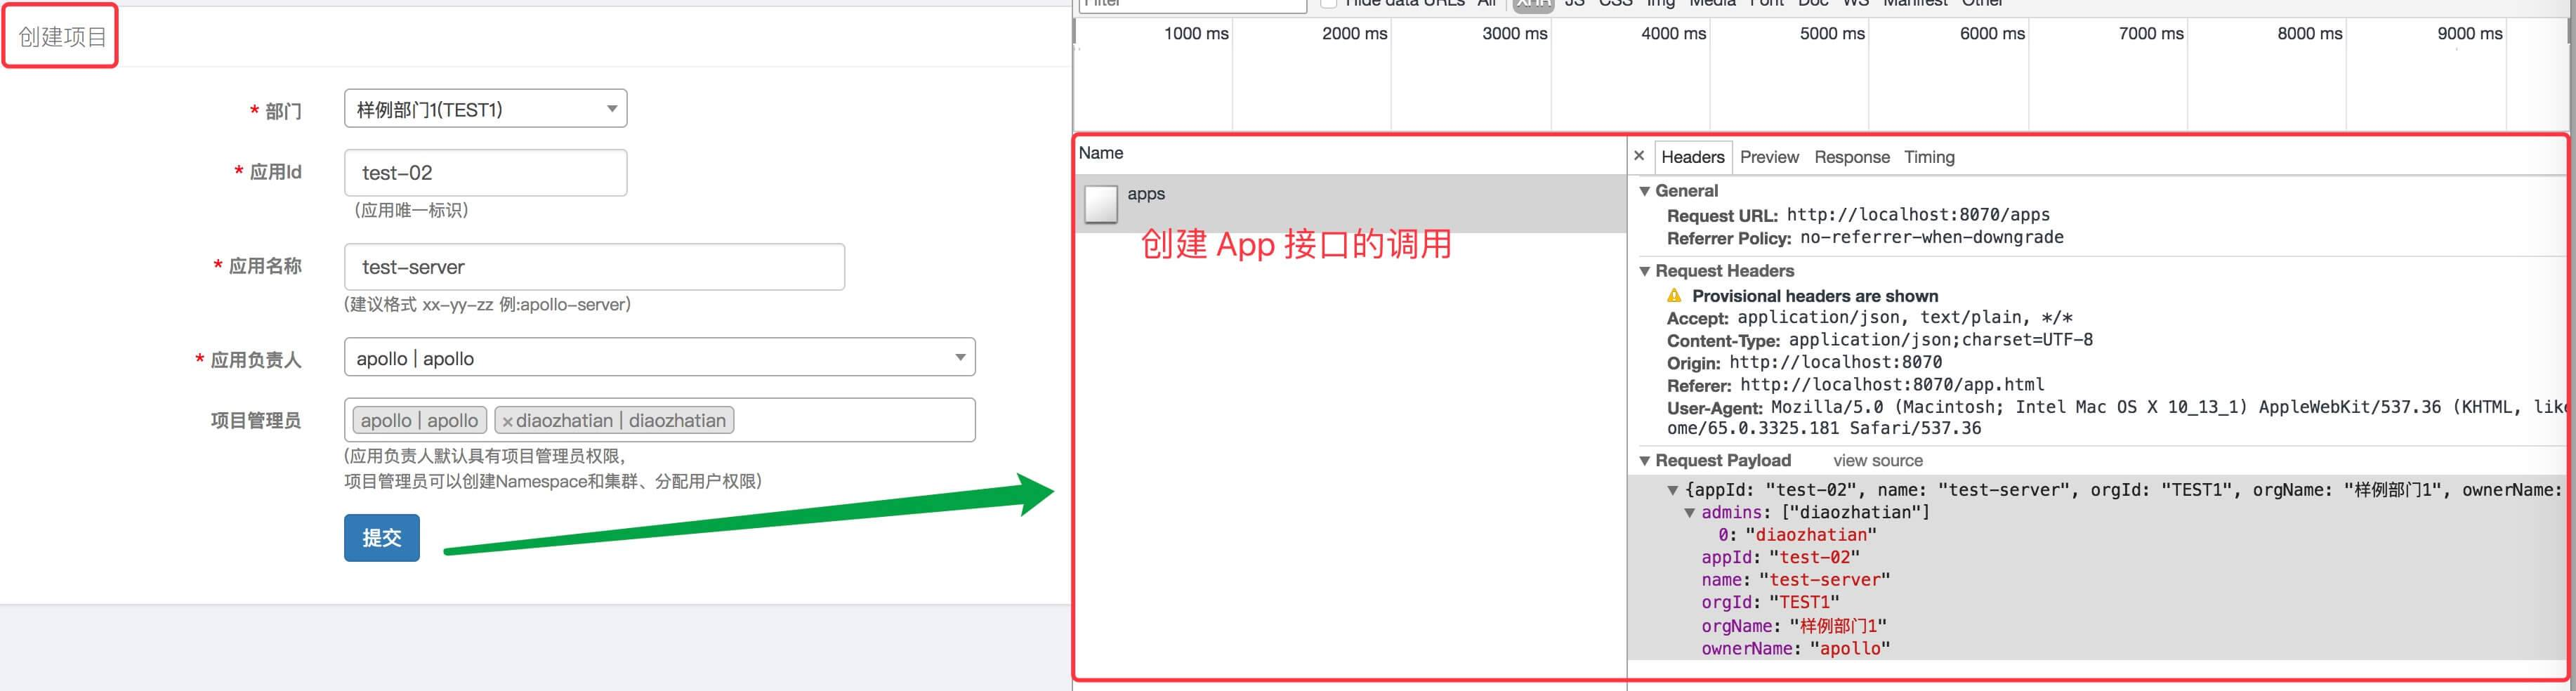 创建项目
* 部门
样例部门1(TEST1)
* 应用Id
test-02
(应用唯一标识)
* 应用名称
test-server
(建议格式 xx-yy-zz 例:apollo-server)
* 应用负责人
apollo | apollo
项目管理员
apollo | apollo
×diaozhatian | diaozhatian
(应用负责人默认具有项目管理员权限,
项目管理员可以创建Namespace和集群、分配用户权限)
提交
Filter Hide data URLs All XHR JS CSS Img Media Font Doc WS Manifest Other
1000 ms 2000 ms 3000 ms 4000 ms 5000 ms 6000 ms 7000 ms 8000 ms 9000 ms
Name
apps
创建 App 接口的调用
× Headers Preview Response Timing
▼ General
Request URL: http://localhost:8070/apps
Referrer Policy: no-referrer-when-downgrade
▼ Request Headers
Provisional headers are shown
Accept: application/json, text/plain, */*
Content-Type: application/json;charset=UTF-8
Origin: http://localhost:8070
Referer: http://localhost:8070/app.html
User-Agent: Mozilla/5.0 (Macintosh; Intel Mac OS X 10_13_1) AppleWebKit/537.36 (KHTML, lik
ome/65.0.3325.181 Safari/537.36
▼ Request Payload view source
▼ {appId: "test-02", name: "test-server", orgId: "TEST1", orgName: "样例部门1", ownerName:
▼ admins: ["diaozhatian"]
0: "diaozhatian"
appId: "test-02"
name: "test-server"
orgId: "TEST1"
orgName: "样例部门1"
ownerName: "apollo"